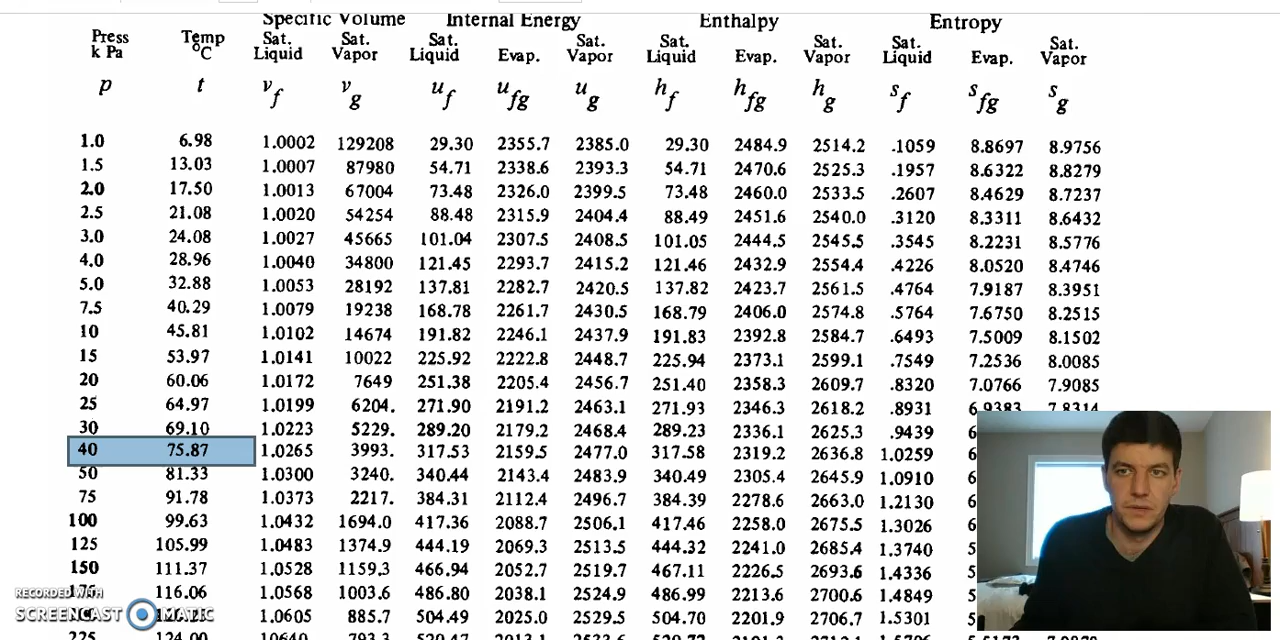 Specific Volume Internal Energy Enthalpy Entropy
Press Temp Sat. Sat. Sat. Sat. Sat. Sat. Sat. Sat.
k Pa °C Liquid Vapor Liquid Evap. Vapor Liquid Evap. Vapor Liquid Evap. Vapor
p t vf vg uf ufg ug hf hfg hg sf sfg sg
1.0 6.98 1.0002 129208 29.30 2355.7 2385.0 29.30 2484.9 2514.2 .1059 8.8697 8.9756
1.5 13.03 1.0007 87980 54.71 2338.6 2393.3 54.71 2470.6 2525.3 .1957 8.6322 8.8279
2.0 17.50 1.0013 67004 73.48 2326.0 2399.5 73.48 2460.0 2533.5 .2607 8.4629 8.7237
2.5 21.08 1.0020 54254 88.48 2315.9 2404.4 88.49 2451.6 2540.0 .3120 8.3311 8.6432
3.0 24.08 1.0027 45665 101.04 2307.5 2408.5 101.05 2444.5 2545.5 .3545 8.2231 8.5776
4.0 28.96 1.0040 34800 121.45 2293.7 2415.2 121.46 2432.9 2554.4 .4226 8.0520 8.4746
5.0 32.88 1.0053 28192 137.81 2282.7 2420.5 137.82 2423.7 2561.5 .4764 7.9187 8.3951
7.5 40.29 1.0079 19238 168.78 2261.7 2430.5 168.79 2406.0 2574.8 .5764 7.6750 8.2515
10 45.81 1.0102 14674 191.82 2246.1 2437.9 191.83 2392.8 2584.7 .6493 7.5009 8.1502
15 53.97 1.0141 10022 225.92 2222.8 2448.7 225.94 2373.1 2599.1 .7549 7.2536 8.0085
20 60.06 1.0172 7649 251.38 2205.4 2456.7 251.40 2358.3 2609.7 .8320 7.0766 7.9085
25 64.97 1.0199 6204. 271.90 2191.2 2463.1 271.93 2346.3 2618.2 .8931 6.9383 7.8314
30 69.10 1.0223 5229. 289.20 2179.2 2468.4 289.23 2336.1 2625.3 .9439 6
40 75.87 1.0265 3993. 317.53 2159.5 2477.0 317.58 2319.2 2636.8 1.0259 6
50 81.33 1.0300 3240. 340.44 2143.4 2483.9 340.49 2305.4 2645.9 1.0910 6
75 91.78 1.0373 2217. 384.31 2112.4 2496.7 384.39 2278.6 2663.0 1.2130 6
100 99.63 1.0432 1694.0 417.36 2088.7 2506.1 417.46 2258.0 2675.5 1.3026 6
125 105.99 1.0483 1374.9 444.19 2069.3 2513.5 444.32 2241.0 2685.4 1.3740 5
150 111.37 1.0528 1159.3 466.94 2052.7 2519.7 467.11 2226.5 2693.6 1.4336 5
175 116.06 1.0568 1003.6 486.80 2038.1 2524.9 486.99 2213.6 2700.6 1.4849 5
1.0605 885.7 504.49 2025.0 2529.5 504.70 2201.9 2706.7 1.5301 5
225 124.00
RECORDED WITH
SCREENCAST MATIC